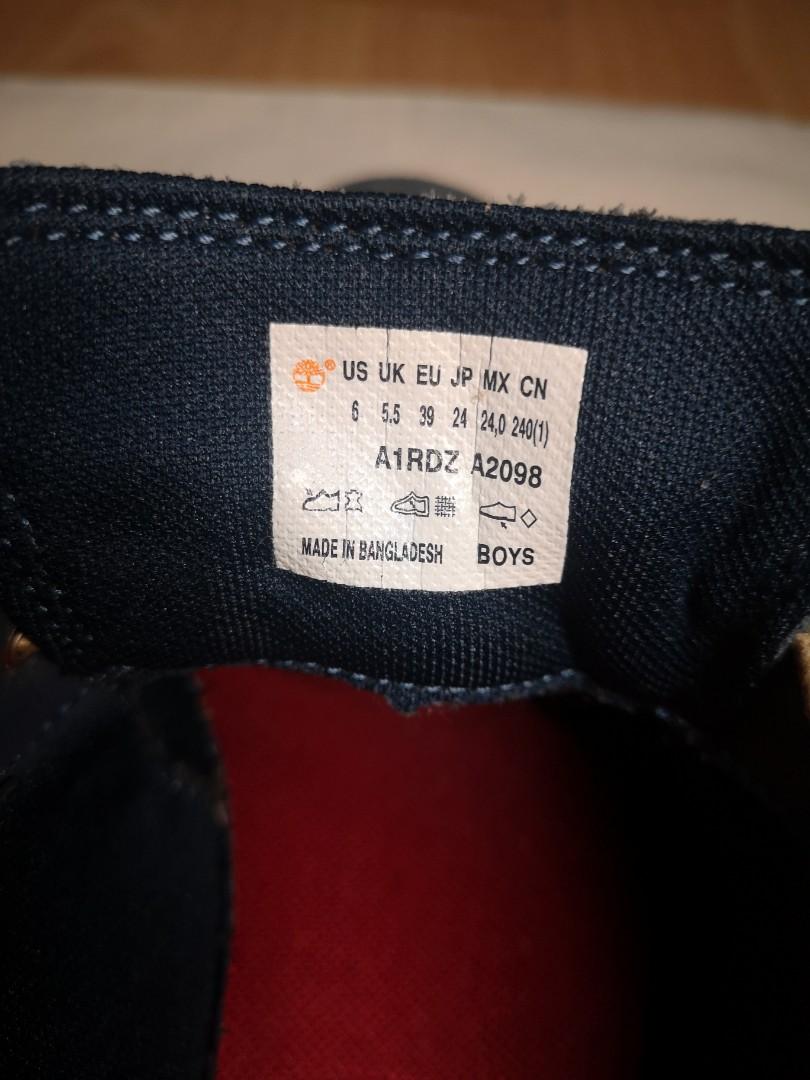 ® US UK EU JP MX CN
6 5.5 39 24 24,0 240(1)
A1RDZ A2098
MADE IN BANGLADESH BOYS